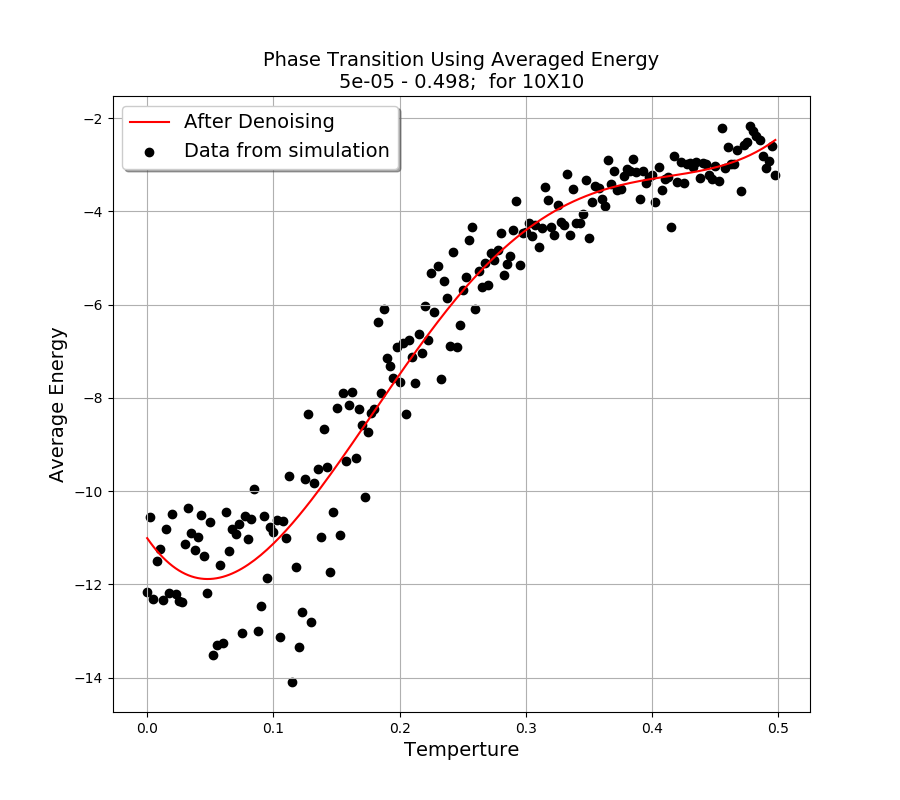 Phase Transition Using Averaged Energy
5e-05 - 0.498;  for 10X10
After Denoising
Data from simulation
Average Energy
−2
−4
−6
−8
−10
−12
−14
0.0 0.1 0.2 0.3 0.4 0.5
Temperture